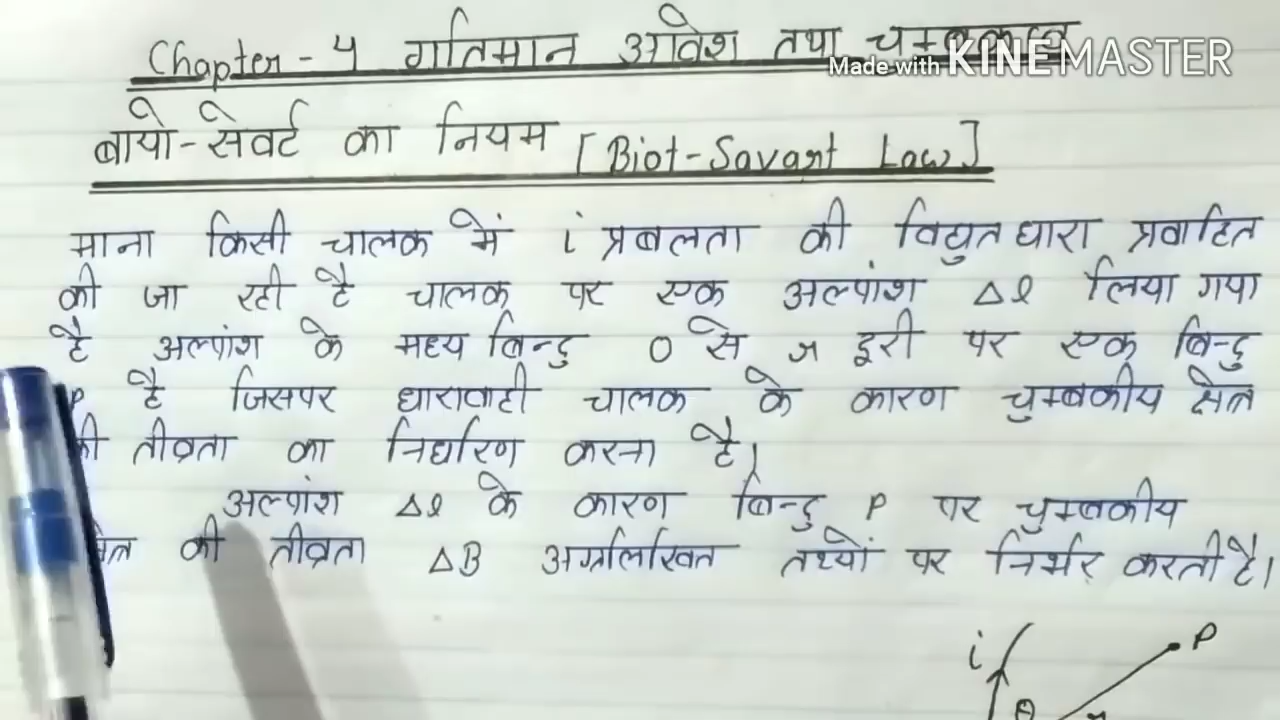 Chapter - 4 गतिमान आवेश तथा चुम्बकत्व
Made with KINEMASTER
बायो-सेवर्ट का नियम [Biot-Savart Law]
माना किसी चालक में i प्रबलता की विद्युत धारा प्रवाहित
की जा रही है चालक पर एक अल्पांश Δl लिया गया
है अल्पांश के मध्य बिन्दु O से r दूरी पर एक बिन्दु
P है जिसपर धारावाही चालक के कारण चुम्बकीय क्षेत्र
की तीव्रता का निर्धारण करना है।
अल्पांश Δl के कारण बिन्दु P पर चुम्बकीय
क्षेत्र की तीव्रता ΔB अग्रलिखित तथ्यों पर निर्भर करती है।
i P
θ r